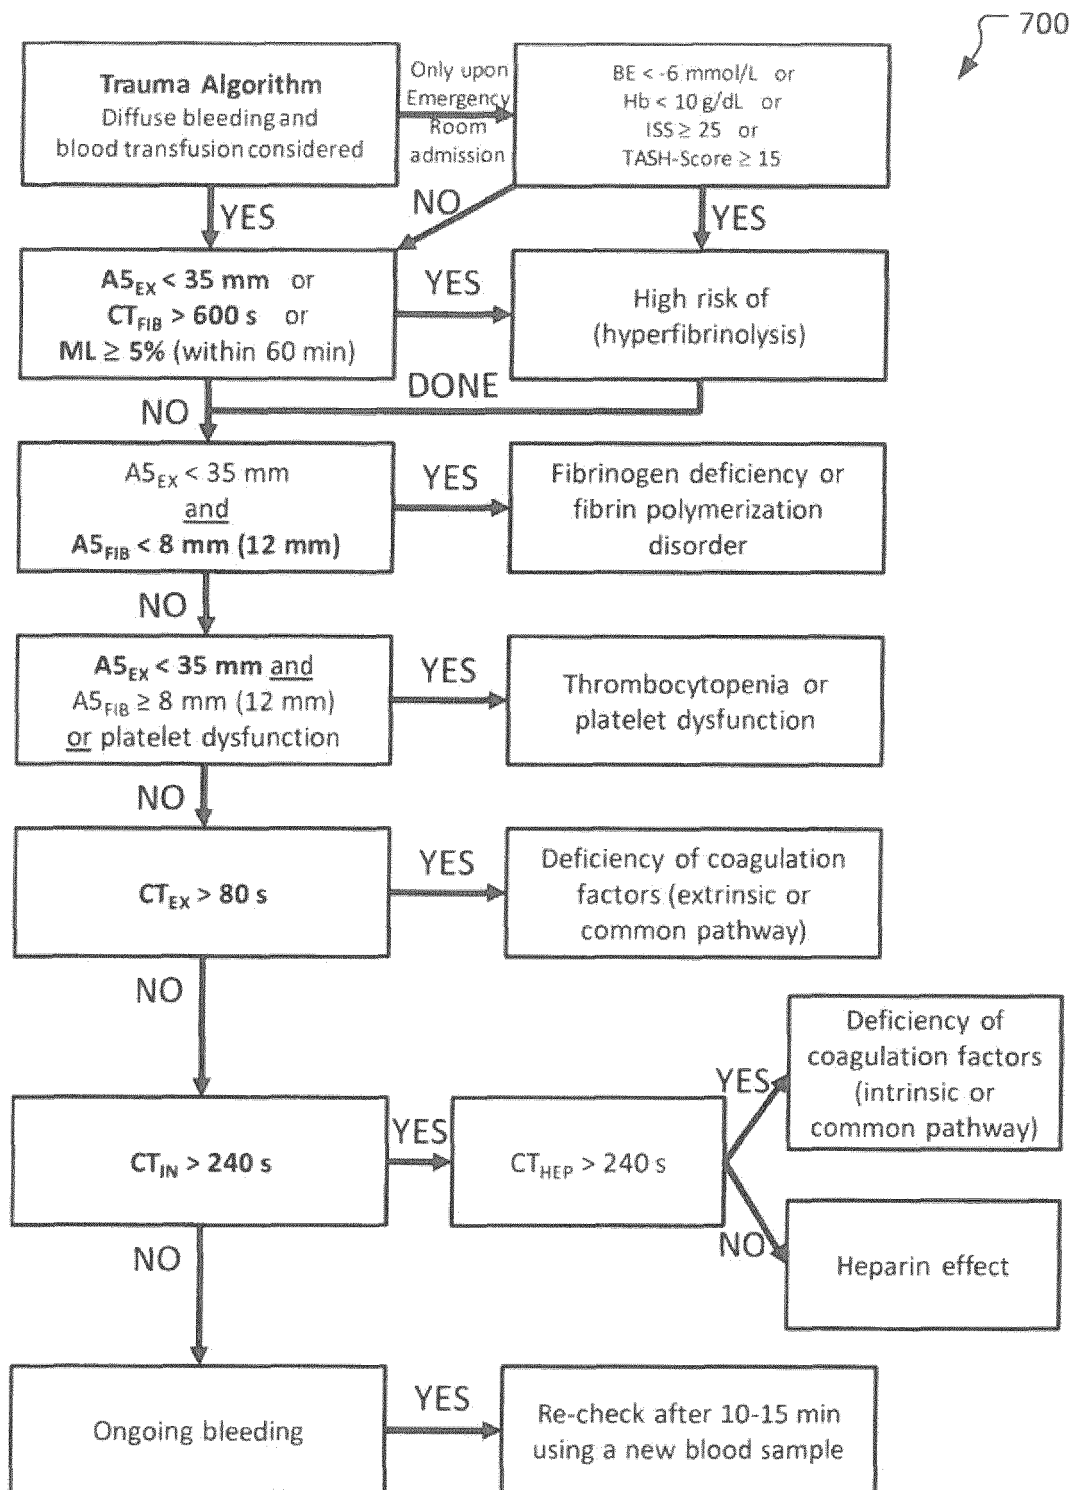 700
Trauma Algorithm
Diffuse bleeding and
blood transfusion considered
Only upon
Emergency
Room
admission
BE < -6 mmol/L or
Hb < 10 g/dL or
ISS ≥ 25 or
TASH-Score ≥ 15
YES
NO
YES
A5EX < 35 mm or
CTFIB > 600 s or
ML ≥ 5% (within 60 min)
YES
High risk of
(hyperfibrinolysis)
NO
DONE
A5EX < 35 mm
and
A5FIB < 8 mm (12 mm)
YES
Fibrinogen deficiency or
fibrin polymerization
disorder
NO
A5EX < 35 mm and
A5FIB ≥ 8 mm (12 mm)
or platelet dysfunction
YES
Thrombocytopenia or
platelet dysfunction
NO
CTEX > 80 s
YES
Deficiency of coagulation
factors (extrinsic or
common pathway)
NO
CTIN > 240 s
YES
CTHEP > 240 s
YES
Deficiency of
coagulation factors
(intrinsic or
common pathway)
NO
Heparin effect
NO
Ongoing bleeding
YES
Re-check after 10-15 min
using a new blood sample